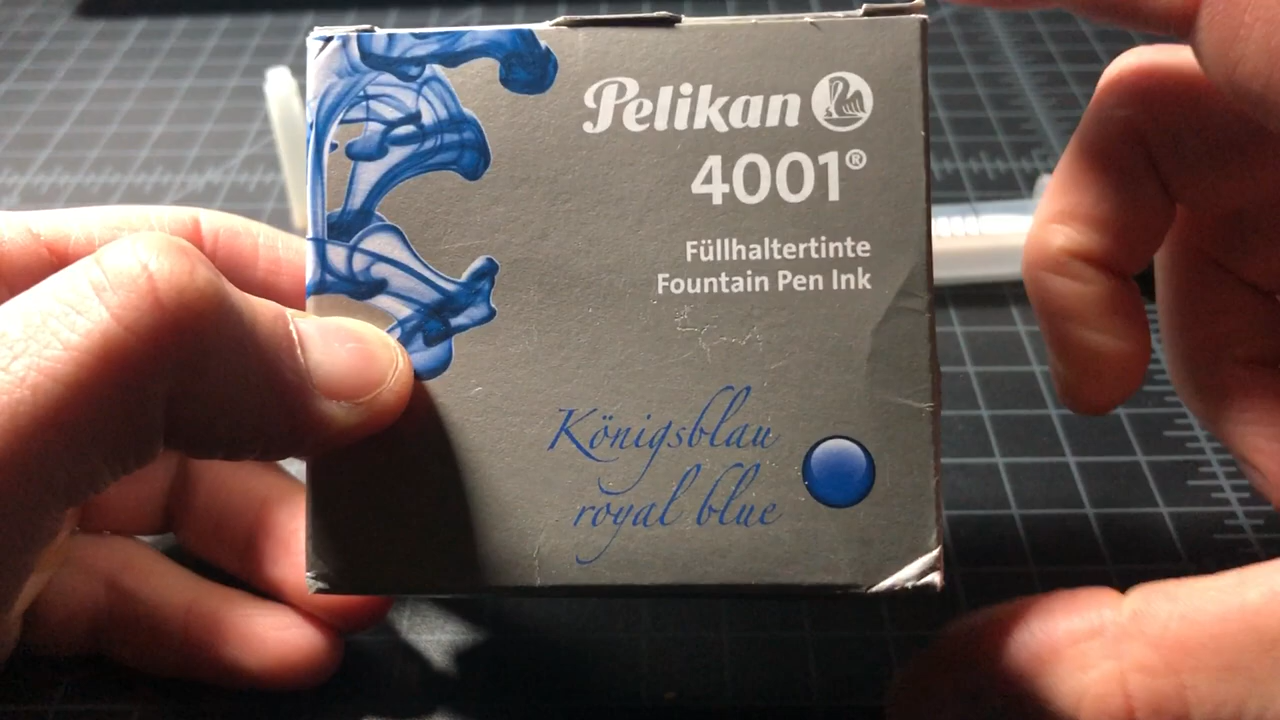 Pelikan
4001®
Füllhaltertinte
Fountain Pen Ink
Königsblau
royal blue